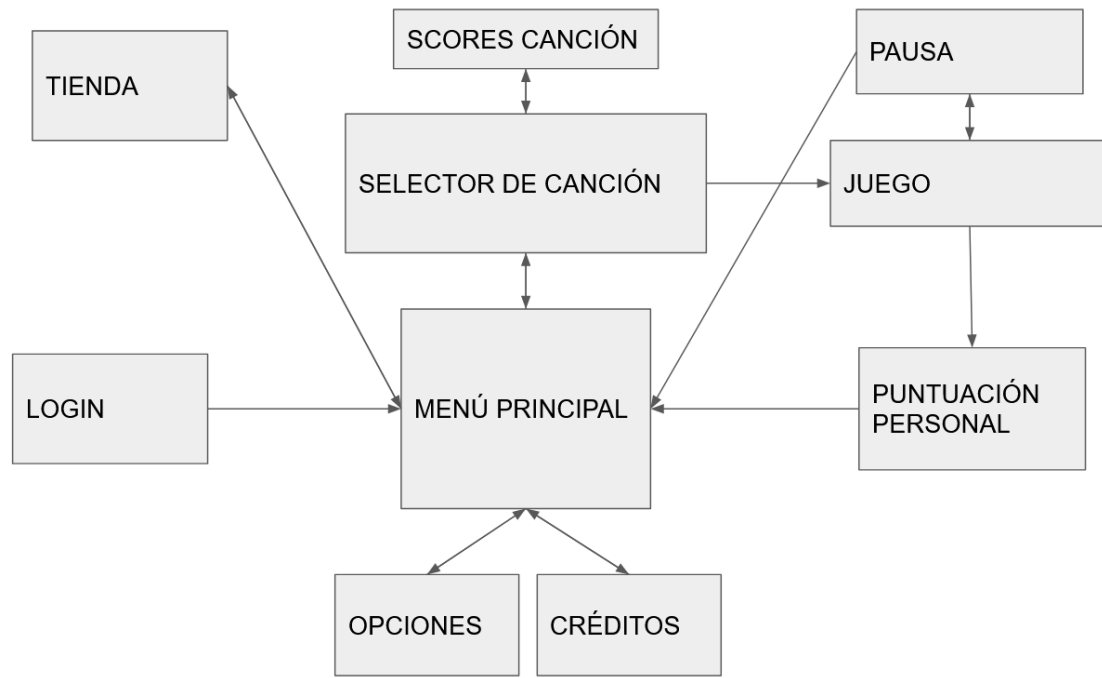 SCORES CANCIÓN
PAUSA
TIENDA
SELECTOR DE CANCIÓN
JUEGO
LOGIN
MENÚ PRINCIPAL
PUNTUACIÓN
PERSONAL
OPCIONES
CRÉDITOS